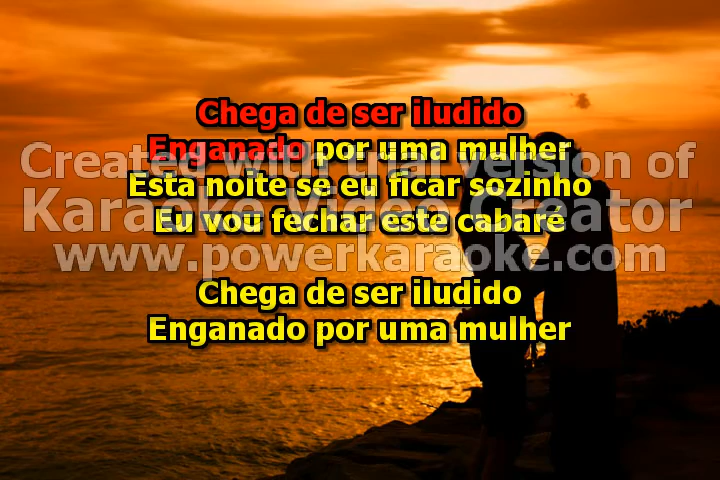 Chega de ser iludido
Enganado por uma mulher
Created with trial version of
Esta noite se eu ficar sozinho
Karaoke Video Creator
Eu vou fechar este cabaré
www.powerkaraoke.com
Chega de ser iludido
Enganado por uma mulher